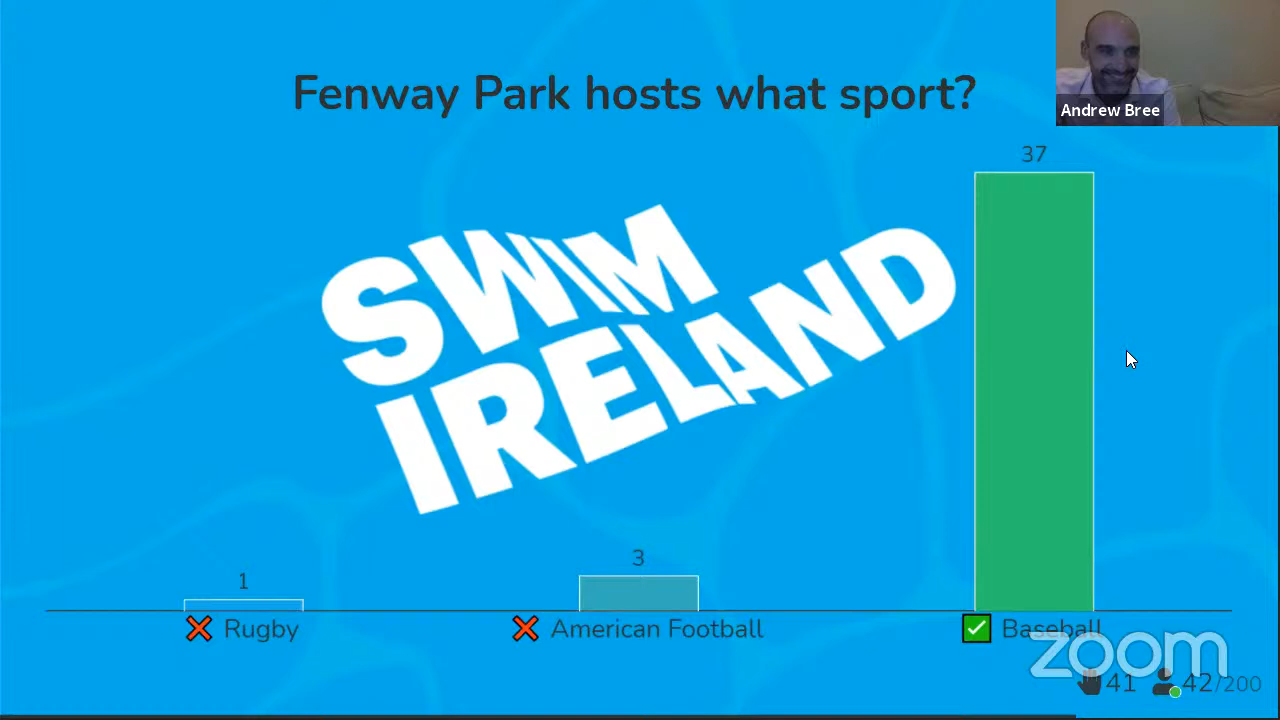 Fenway Park hosts what sport?
Andrew Bree
37
SWIM
IRELAND
3
1
Rugby
American Football
Baseball
zoom
41
42/200